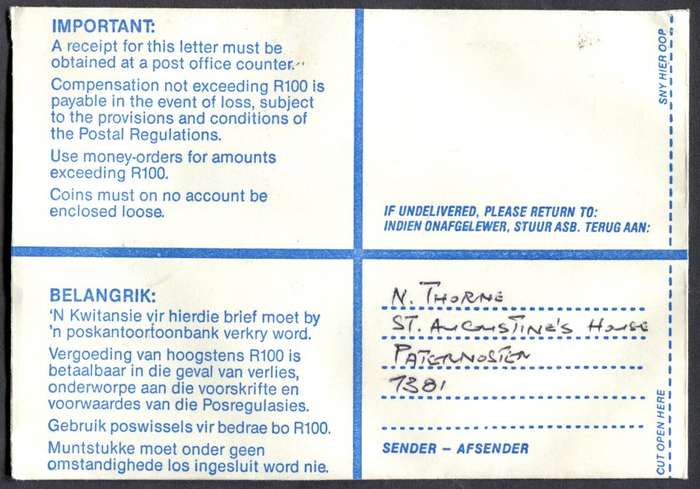 IMPORTANT:
A receipt for this letter must be
obtained at a post office counter.
Compensation not exceeding R100 is
payable in the event of loss, subject
to the provisions and conditions of
the Postal Regulations.
Use money-orders for amounts
exceeding R100.
Coins must on no account be
enclosed loose.
SNY HIER OOP
IF UNDELIVERED, PLEASE RETURN TO:
INDIEN ONAFGELEWER, STUUR ASB. TERUG AAN:
BELANGRIK:
'N Kwitansie vir hierdie brief moet by
'n poskantoortoonbank verkry word.
Vergoeding van hoogstens R100 is
betaalbaar in die geval van verlies,
onderworpe aan die voorskrifte en
voorwaardes van die Posregulasies.
Gebruik poswissels vir bedrae bo R100.
Muntstukke moet onder geen
omstandighede los ingesluit word nie.
N. THORNE
ST. AUGUSTINE'S HOUSE
PATERNOSTER
7381
SENDER – AFSENDER
CUT OPEN HERE